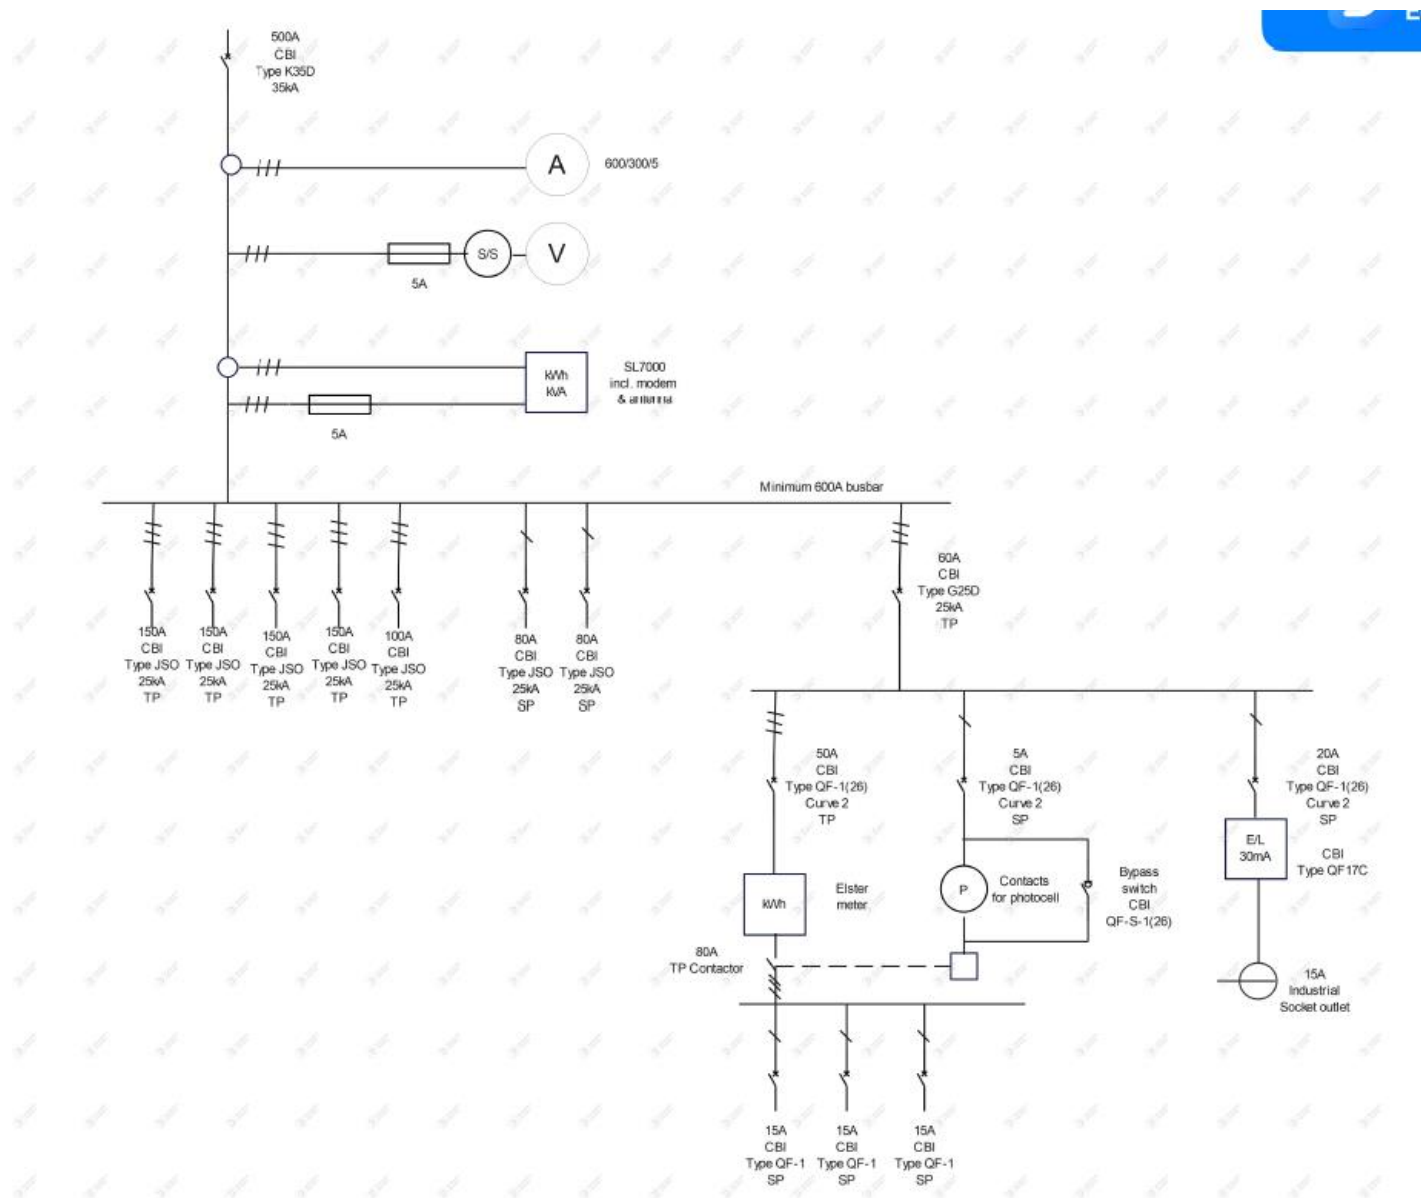 500A
CBI
Type K35D
35kA
A
600/300/5
S/S
V
5A
kWh
kVA
SL7000
incl. modem
& antenna
5A
Minimum 600A busbar
150A
CBI
Type JSO
25kA
TP
150A
CBI
Type JSO
25kA
TP
150A
CBI
Type JSO
25kA
TP
150A
CBI
Type JSO
25kA
TP
100A
CBI
Type JSO
25kA
TP
80A
CBI
Type JSO
25kA
SP
80A
CBI
Type JSO
25kA
SP
60A
CBI
Type G25D
25kA
TP
50A
CBI
Type QF-1(26)
Curve 2
TP
5A
CBI
Type QF-1(26)
Curve 2
SP
20A
CBI
Type QF-1(26)
Curve 2
SP
E/L
30mA
CBI
Type QF17C
kWh
Elster
meter
P
Contacts
for photocell
Bypass
switch
CBI
QF-S-1(26)
80A
TP Contactor
15A
Industrial
Socket outlet
15A
CBI
Type QF-1
SP
15A
CBI
Type QF-1
SP
15A
CBI
Type QF-1
SP